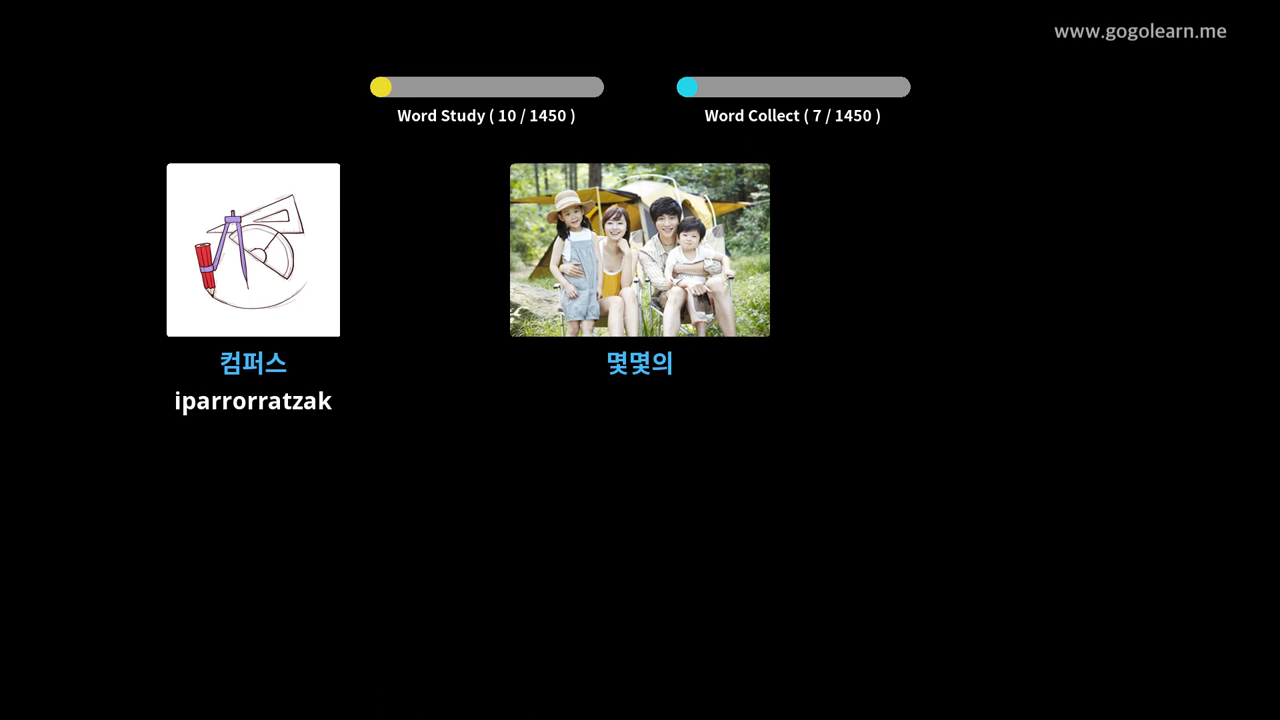 www.gogolearn.me
Word Study ( 10 / 1450 )
Word Collect ( 7 / 1450 )
컴퍼스
iparrorratzak
몇몇의